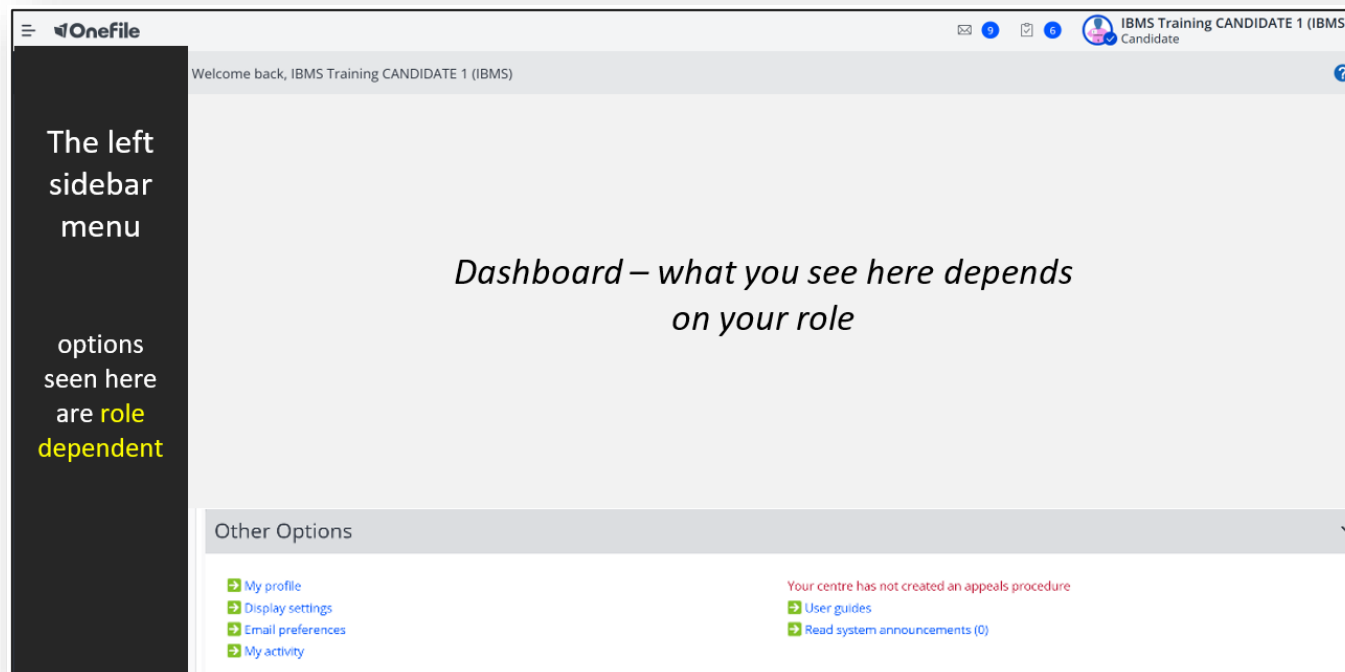 Onefile
9
6
IBMS Training CANDIDATE 1 (IBMS
Candidate
Welcome back, IBMS Training CANDIDATE 1 (IBMS)
?
The left
sidebar
menu
options
seen here
are role
dependent
Dashboard – what you see here depends
on your role
Other Options
My profile
Display settings
Email preferences
My activity
Your centre has not created an appeals procedure
User guides
Read system announcements (0)